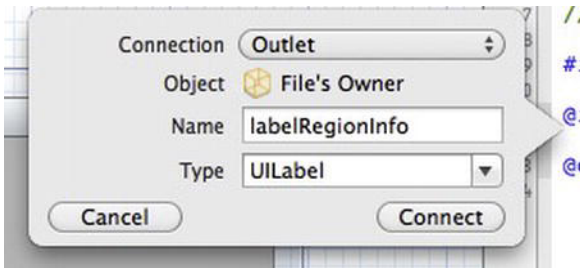 Connection Outlet
Object File's Owner
Name labelRegionInfo
Type UILabel
Cancel Connect